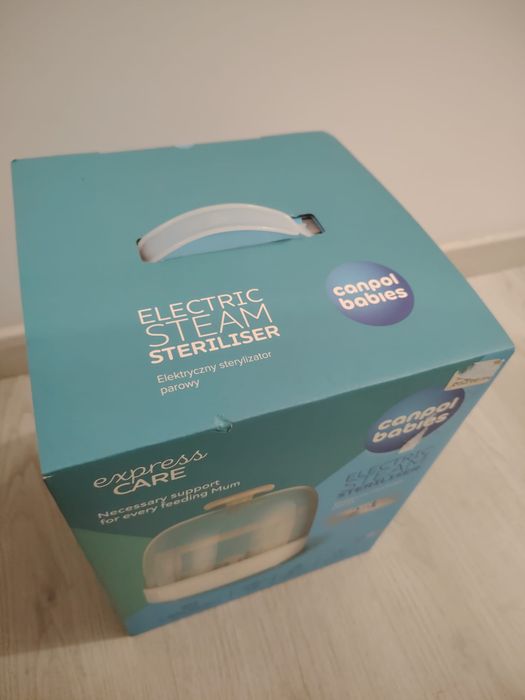 ELECTRIC
STEAM
STERILISER
Elektryczny sterylizator
parowy
canpol
babies
express
CARE
Necessary support
for every feeding Mum
canpol
babies
ELECTRIC
STEAM
STERILISER